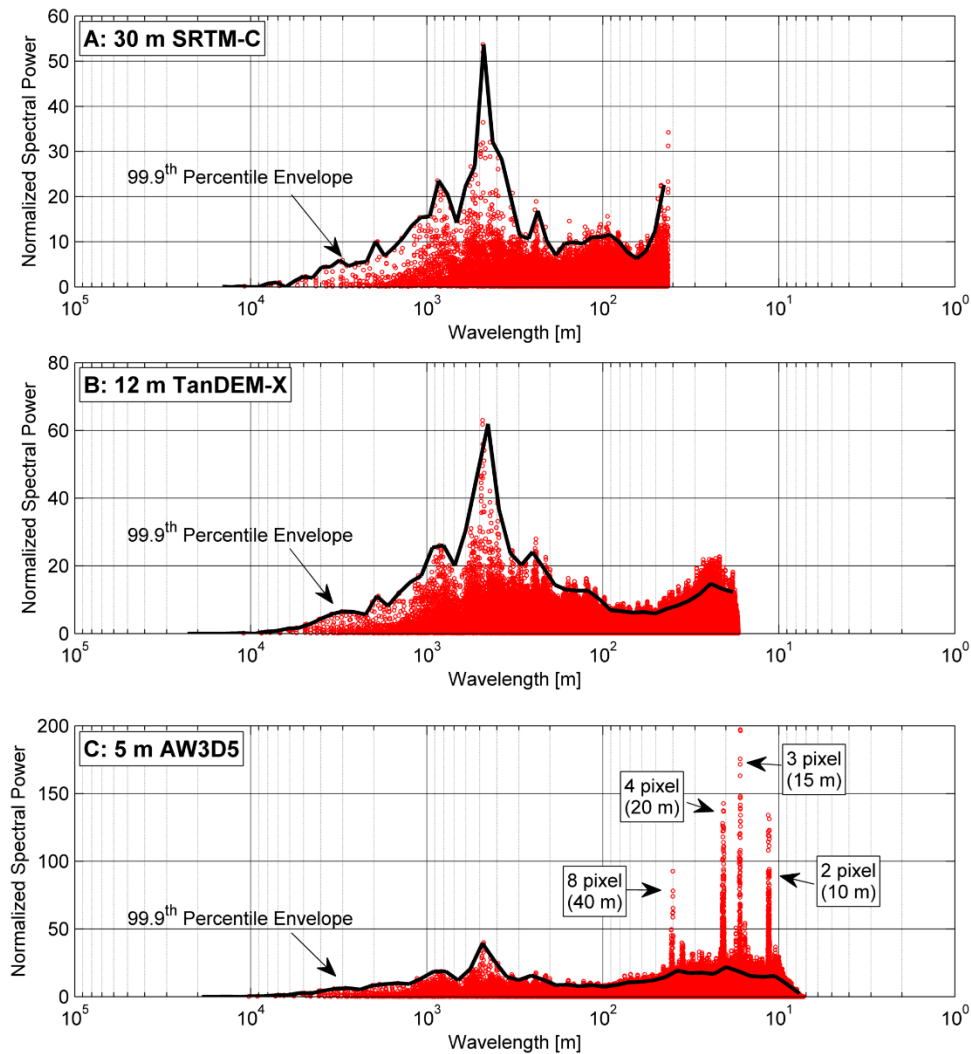 A: 30 m SRTM-C
Normalized Spectral Power
60
50
40
30
20
10
0
99.9th Percentile Envelope
10^5
10^4
10^3
10^2
10^1
10^0
Wavelength [m]
B: 12 m TanDEM-X
Normalized Spectral Power
80
60
40
20
0
99.9th Percentile Envelope
10^5
10^4
10^3
10^2
10^1
10^0
Wavelength [m]
C: 5 m AW3D5
Normalized Spectral Power
200
150
100
50
0
99.9th Percentile Envelope
8 pixel
(40 m)
4 pixel
(20 m)
3 pixel
(15 m)
2 pixel
(10 m)
10^5
10^4
10^3
10^2
10^1
10^0
Wavelength [m]